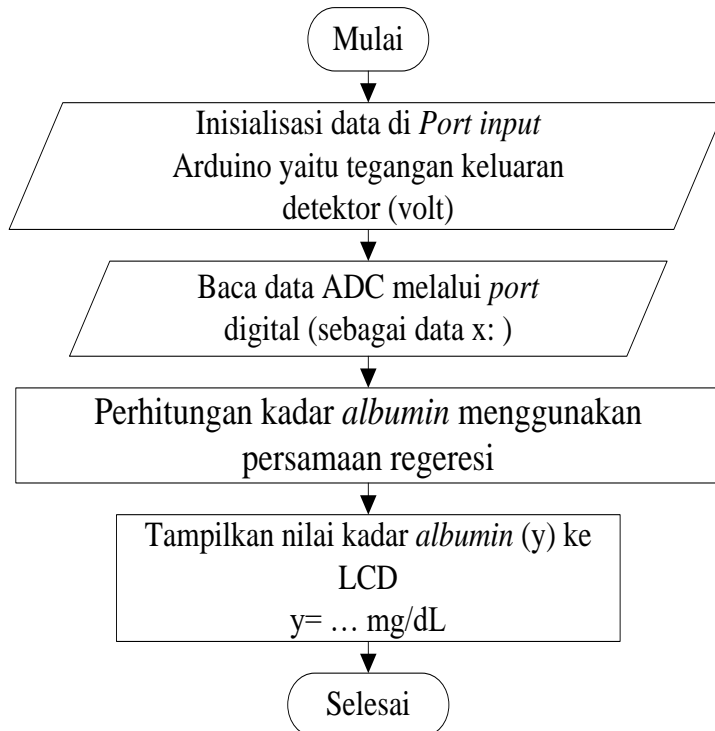 Mulai
Inisialisasi data di Port input
Arduino yaitu tegangan keluaran
detektor (volt)
Baca data ADC melalui port
digital (sebagai data x: )
Perhitungan kadar albumin menggunakan
persamaan regeresi
Tampilkan nilai kadar albumin (y) ke
LCD
y= … mg/dL
Selesai